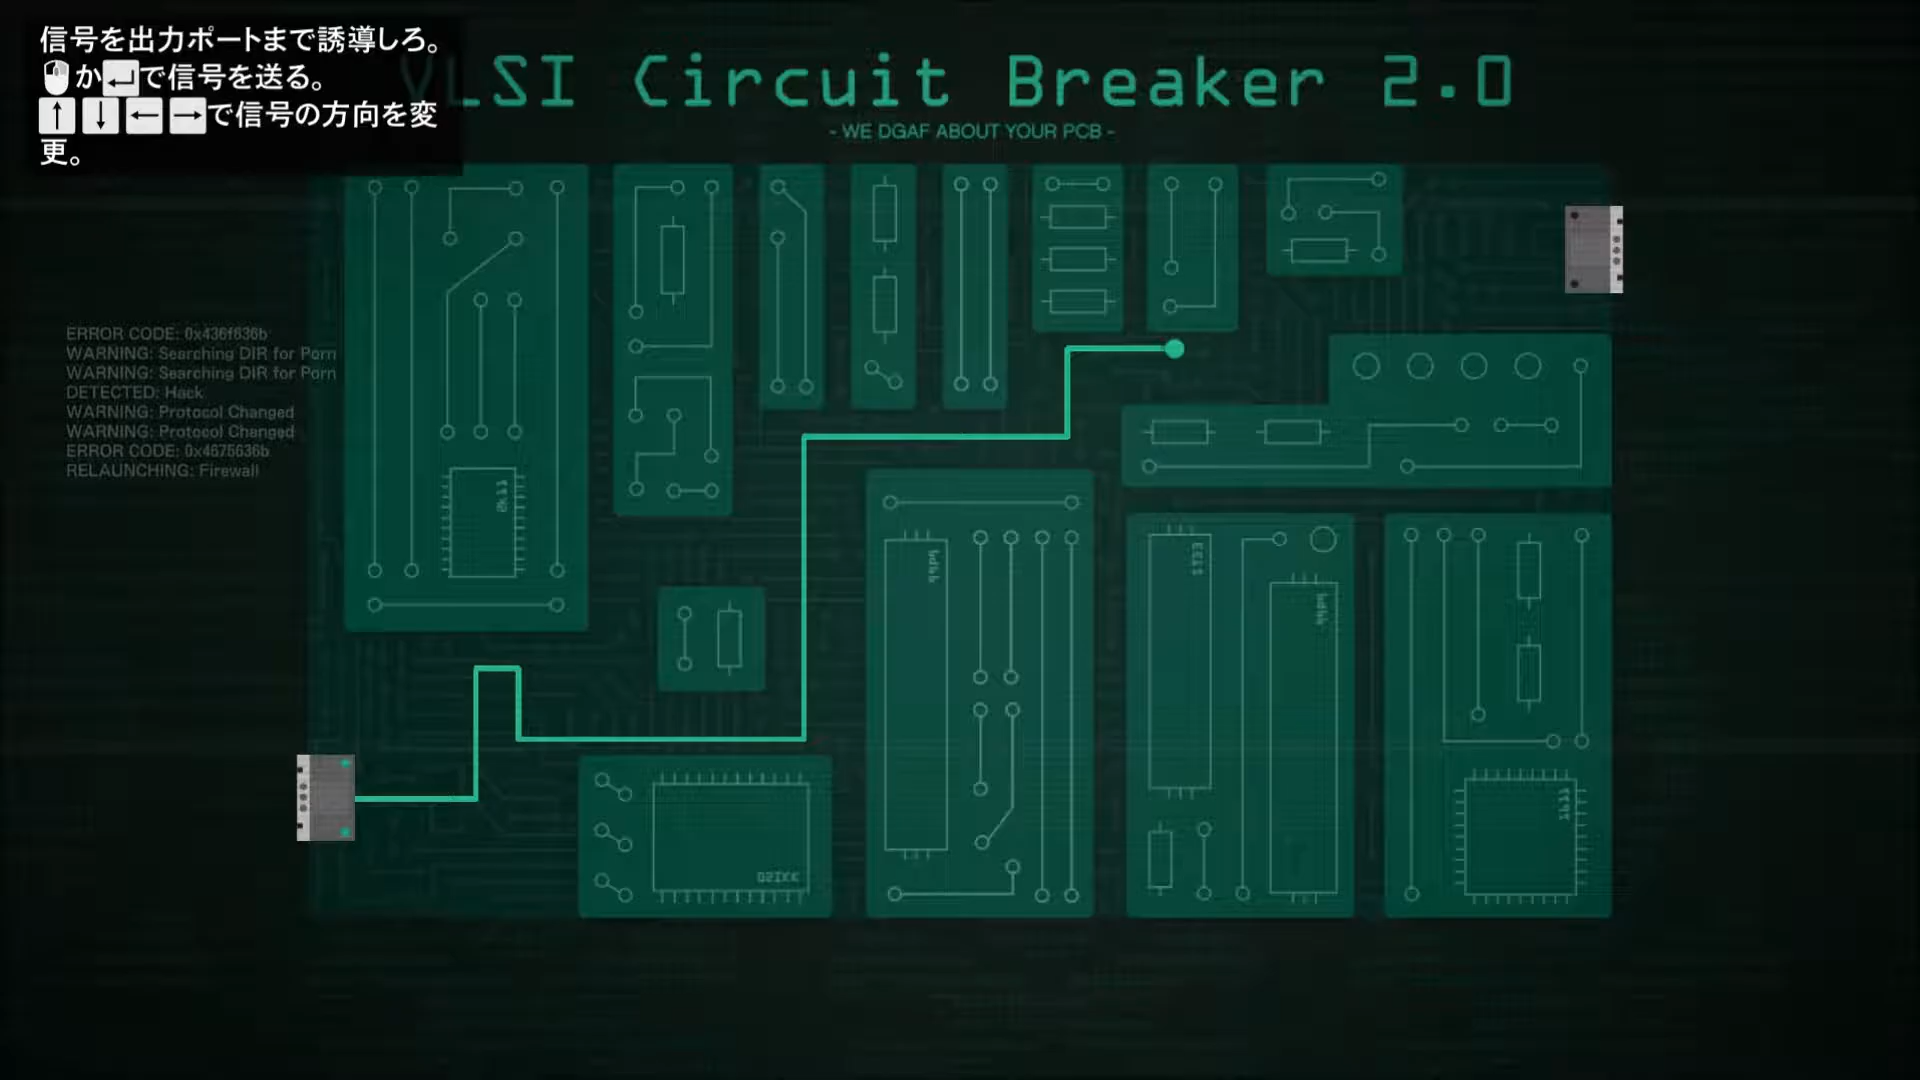 信号を出力ポートまで誘導しろ。
か で信号を送る。
↑ ↓ ← → で信号の方向を変
更。
VLSI Circuit Breaker 2.0
- WE DGAF ABOUT YOUR PCB -
ERROR CODE: 0x436f636b
WARNING: Searching DIR for Porn
WARNING: Searching DIR for Porn
DETECTED: Hack
WARNING: Protocol Changed
WARNING: Protocol Changed
ERROR CODE: 0x4675636b
RELAUNCHING: Firewall